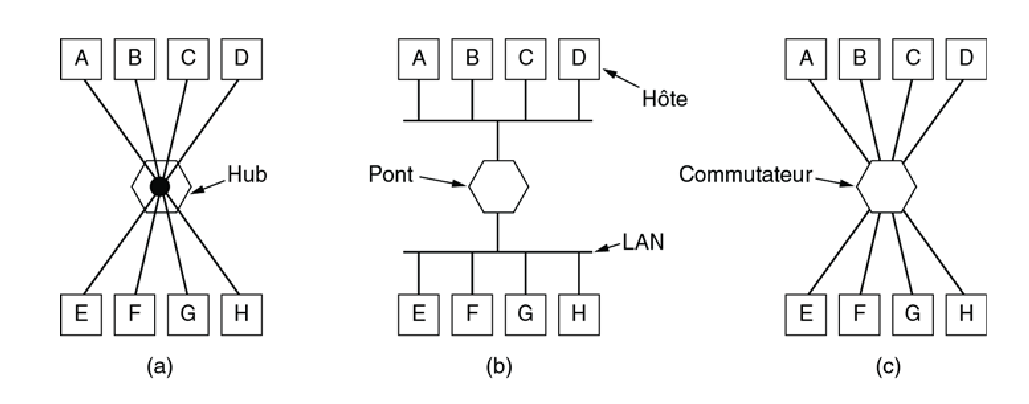 A B C D
Hub
E F G H
(a)
A B C D
Hôte
Pont
LAN
E F G H
(b)
A B C D
Commutateur
E F G H
(c)